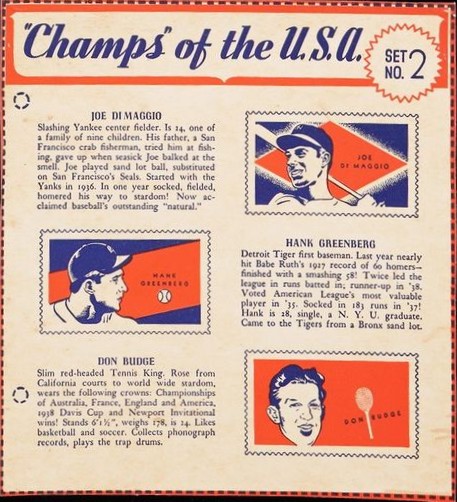 "Champs" of the U.S.A.
SET
NO. 2
JOE DI MAGGIO
Slashing Yankee center fielder. Is 24, one of
a family of nine children. His father, a San
Francisco crab fisherman, tried him at fish-
ing, gave up when seasick Joe balked at the
smell. Joe played sand lot ball, substituted
on San Francisco's Seals. Started with the
Yanks in 1936. In one year socked, fielded,
homered his way to stardom! Now ac-
claimed baseball's outstanding "natural."
JOE
DI MAGGIO
HANK
GREENBERG
HANK GREENBERG
Detroit Tiger first baseman. Last year nearly
hit Babe Ruth's 1927 record of 60 homers—
finished with a smashing 58! Twice led the
league in runs batted in; runner-up in '38.
Voted American League's most valuable
player in '35. Socked in 183 runs in '37!
Hank is 28, single, a N. Y. U. graduate.
Came to the Tigers from a Bronx sand lot.
DON BUDGE
Slim red-headed Tennis King. Rose from
California courts to world wide stardom,
wears the following crowns: Championships
of Australia, France, England and America,
1938 Davis Cup and Newport Invitational
wins! Stands 6'1½", weighs 178, is 24. Likes
basketball and soccer. Collects phonograph
records, plays the trap drums.
DON BUDGE